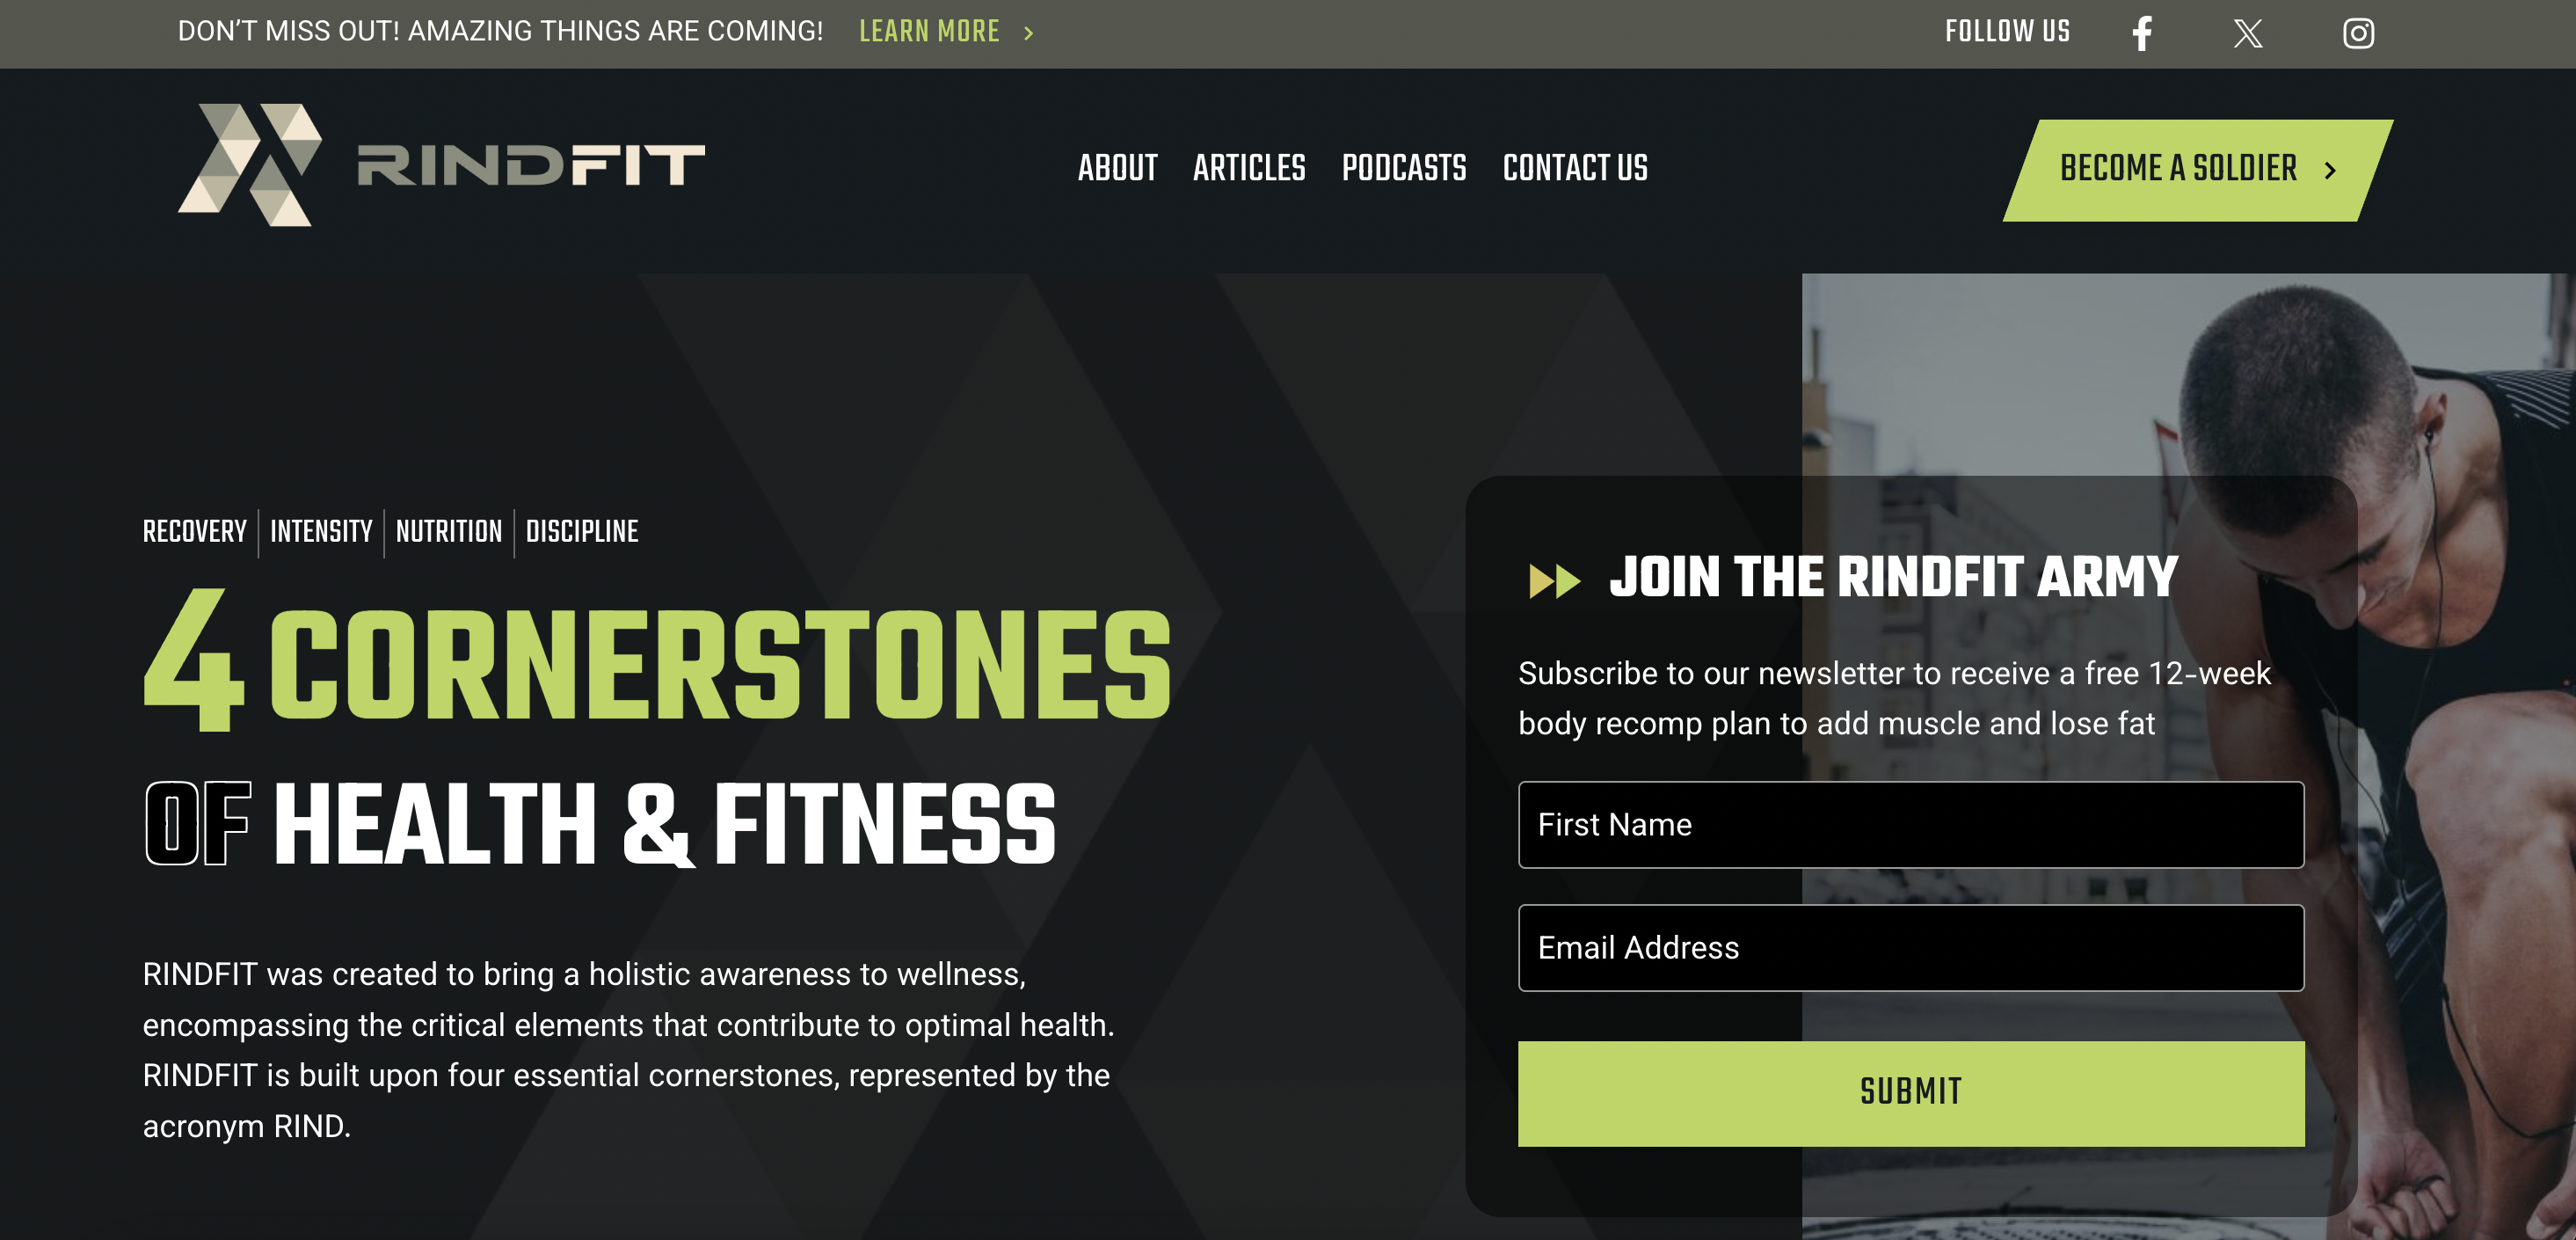 DON'T MISS OUT! AMAZING THINGS ARE COMING! LEARN MORE
FOLLOW US
RINDFIT
ABOUT ARTICLES PODCASTS CONTACT US
BECOME A SOLDIER
RECOVERY INTENSITY NUTRITION DISCIPLINE
4 CORNERSTONES
OF HEALTH & FITNESS
RINDFIT was created to bring a holistic awareness to wellness,
encompassing the critical elements that contribute to optimal health.
RINDFIT is built upon four essential cornerstones, represented by the
acronym RIND.
JOIN THE RINDFIT ARMY
Subscribe to our newsletter to receive a free 12-week
body recomp plan to add muscle and lose fat
First Name
Email Address
SUBMIT